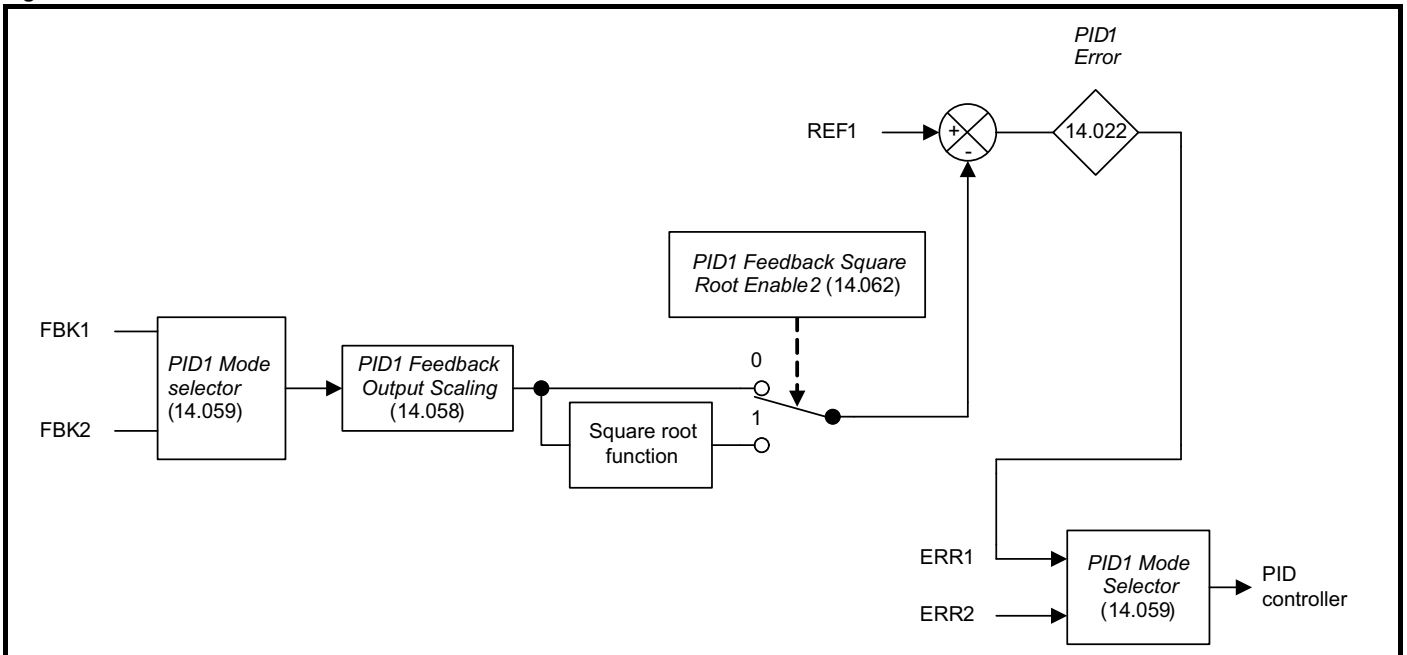 PID1
Error
REF1
+
-
14.022
PID1 Feedback Square
Root Enable2 (14.062)
FBK1
FBK2
PID1 Mode
selector
(14.059)
PID1 Feedback
Output Scaling
(14.058)
0
1
Square root
function
ERR1
ERR2
PID1 Mode
Selector
(14.059)
PID
controller